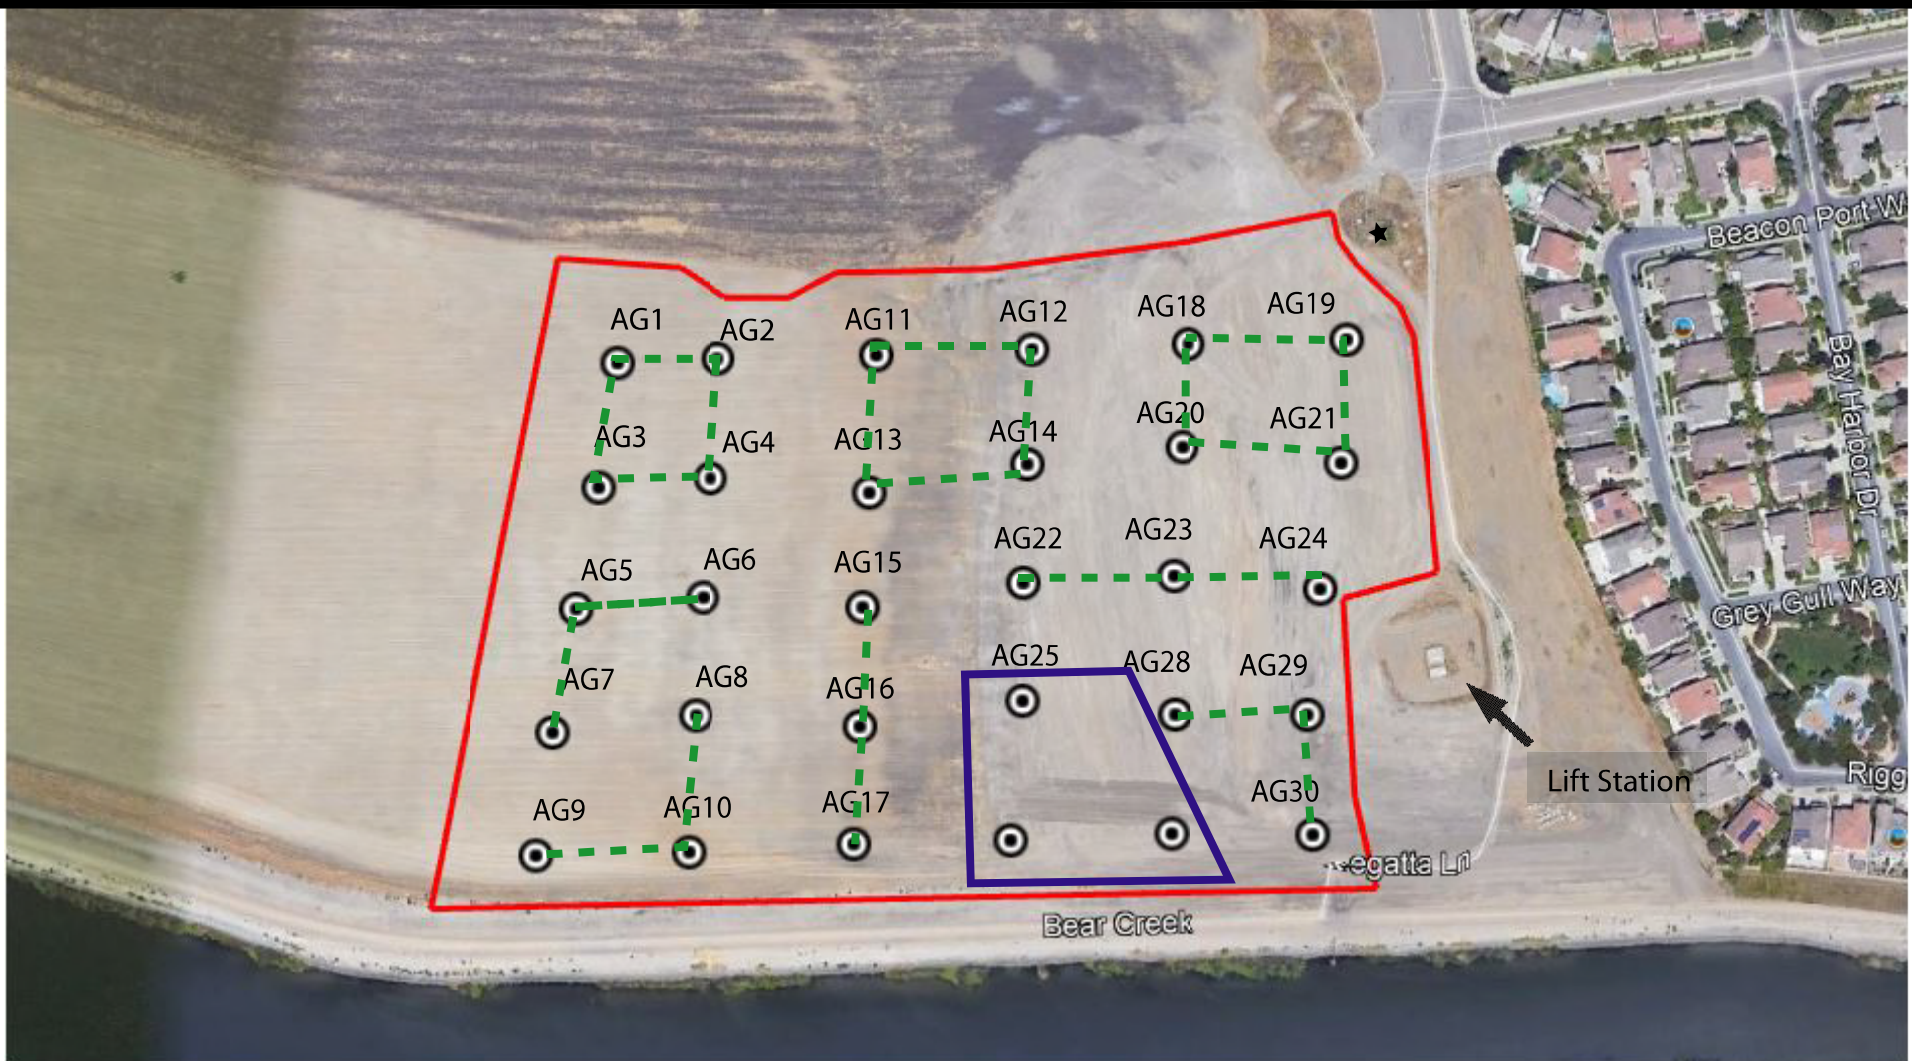 AG1
AG2
AG11
AG12
AG18
AG19
AG3
AG4
AG13
AG14
AG20
AG21
AG5
AG6
AG15
AG22
AG23
AG24
AG7
AG8
AG16
AG25
AG28
AG29
AG9
AG10
AG17
AG30
Lift Station
egatta Ln
Bear Creek
Beacon Port W
Bay Harbor Dr
Grey Gull Way
Rigg